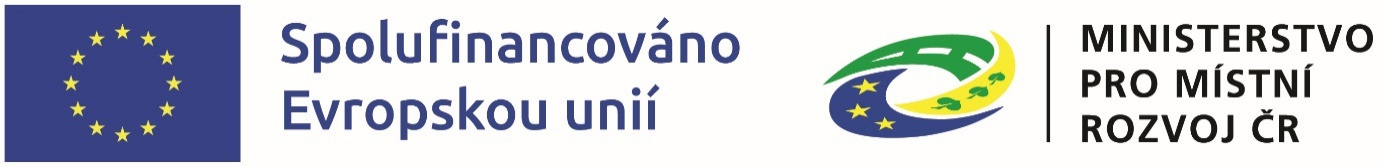 Spolufinancováno
Evropskou unií
MINISTERSTVO
PRO MÍSTNÍ
ROZVOJ ČR